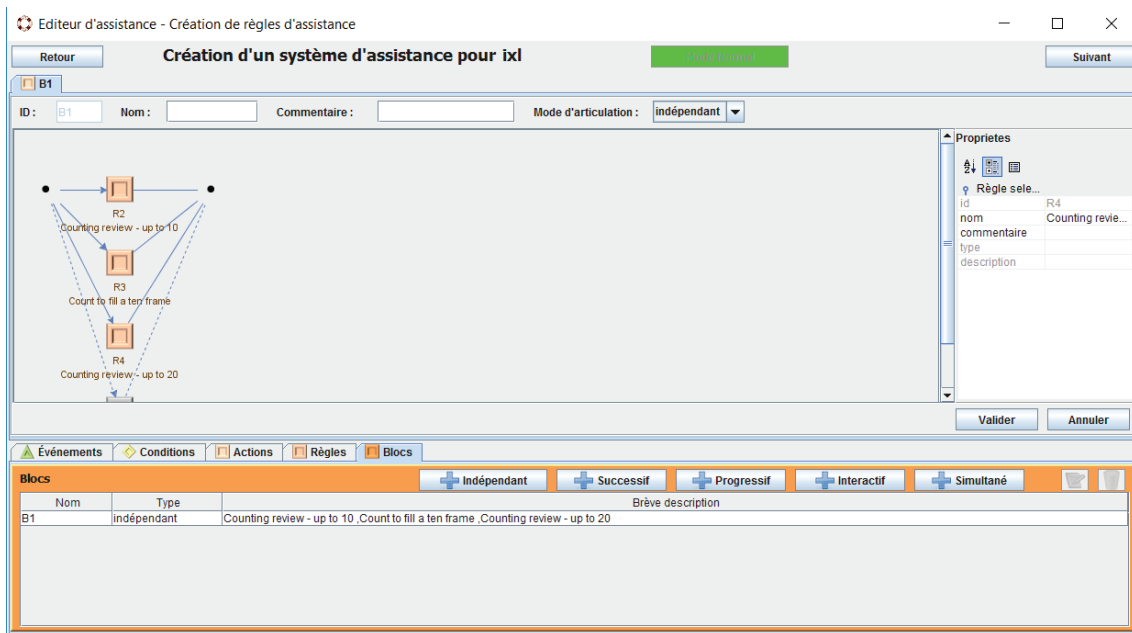 Editeur d'assistance - Création de règles d'assistance
Retour
Création d'un système d'assistance pour ixl
Suivant
B1
ID :
B1
Nom :
Commentaire :
Mode d'articulation :
indépendant
Proprietes
Règle sele...
id R4
nom Counting revie...
commentaire
type
description
R2
Counting review - up to 10
R3
Count to fill a ten frame
R4
Counting review - up to 20
Valider
Annuler
Événements
Conditions
Actions
Règles
Blocs
Blocs
Indépendant
Successif
Progressif
Interactif
Simultané
Nom Type Brève description
B1 indépendant Counting review - up to 10 ,Count to fill a ten frame ,Counting review - up to 20